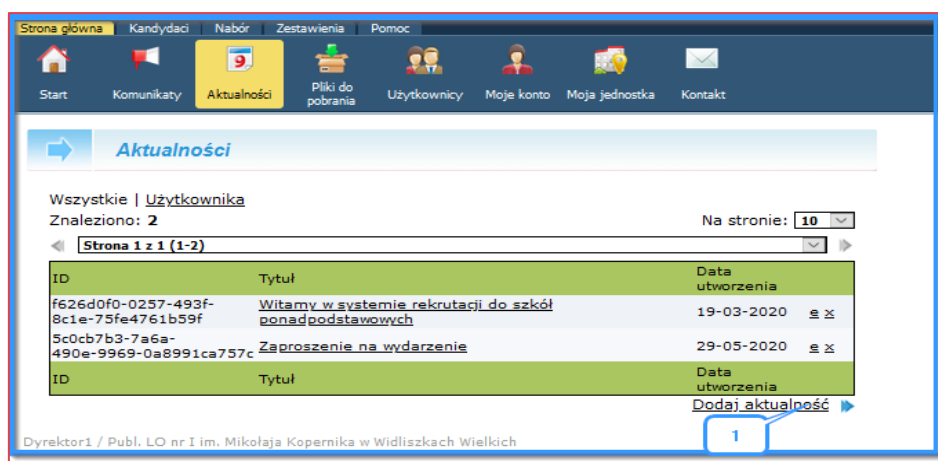 Strona główna Kandydaci Nabór Zestawienia Pomoc
9
Start Komunikaty Aktualności Pliki do pobrania Użytkownicy Moje konto Moja jednostka Kontakt
Aktualności
Wszystkie | Użytkownika
Znaleziono: 2 Na stronie: 10
Strona 1 z 1 (1-2)
ID Tytuł Data utworzenia
f626d0f0-0257-493f-8c1e-75fe4761b59f Witamy w systemie rekrutacji do szkół ponadpodstawowych 19-03-2020 e x
5c0cb7b3-7a6a-490e-9969-0a8991ca757c Zaproszenie na wydarzenie 29-05-2020 e x
ID Tytuł Data utworzenia
Dodaj aktualność
1
Dyrektor1 / Publ. LO nr I im. Mikołaja Kopernika w Widliszkach Wielkich